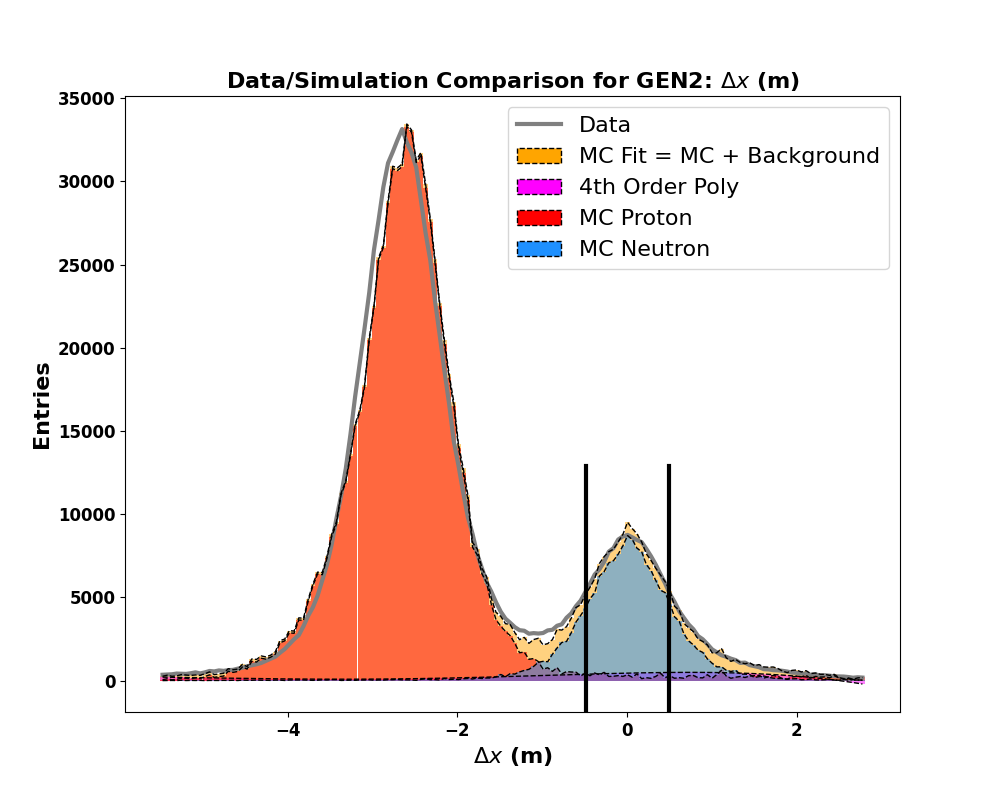 Data/Simulation Comparison for GEN2: Δx (m)
Data
MC Fit = MC + Background
4th Order Poly
MC Proton
MC Neutron
35000
30000
25000
20000
15000
10000
5000
0
Entries
−4 −2 0 2
Δx (m)